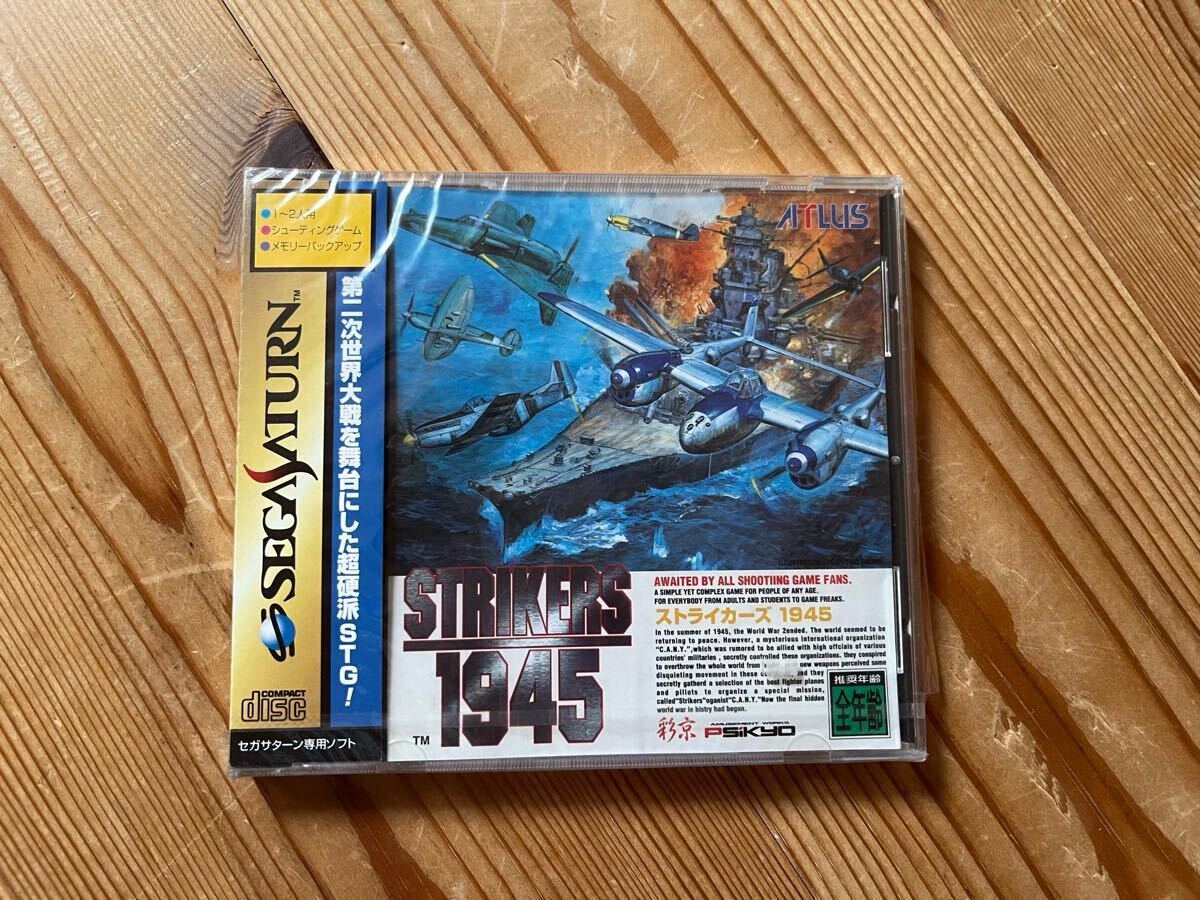 1～2人用
シューティングゲーム
メモリーバックアップ
SEGA SATURN™
第二次世界大戦を舞台にした超硬派STG!
COMPACT
disc
セガサターン専用ソフト
ATLUS
STRIKERS
1945
™
AWAITED BY ALL SHOOTIING GAME FANS.
A SIMPLE YET COMPLEX GAME FOR PEOPLE OF ANY AGE.
FOR EVERYBODY FROM ADULTS AND STUDENTS TO GAME FREAKS.
ストライカーズ 1945
In the summer of 1945, the World War 2ended. The world seemed to be
returning to peace. However, a mysterious international organization
"C.A.N.Y.",which was rumored to be allied with high offcials of various
countries' militaries , secretly controlled these organizations. they conspired
to overthrow the whole world from new weapons perceived some
disquieting movement in these and they
secretly gatherd a selection of the best fighter planes
and pilots to organize a special mission,
called"Strikers"oganist"C.A.N.Y."Now the final hidden
world war in histry had begun.
彩京
AMUSEMENT WORKS
PSIKYO
推奨年齢
全年齢